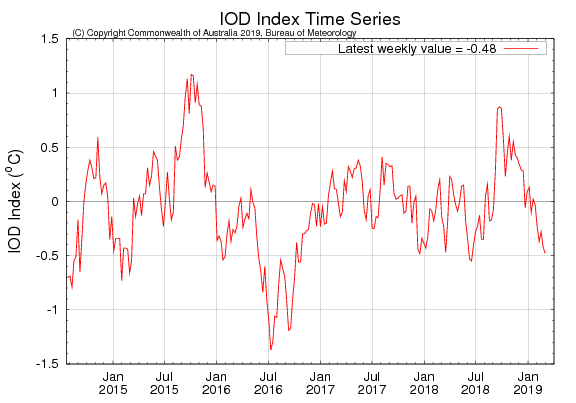 IOD Index Time Series
(C) Copyright Commonwealth of Australia 2019, Bureau of Meteorology
Latest weekly value = -0.48
1.5
1
0.5
0
-0.5
-1
-1.5
IOD Index (⁰C)
Jan Jul Jan Jul Jan Jul Jan Jul Jan
2015 2015 2016 2016 2017 2017 2018 2018 2019